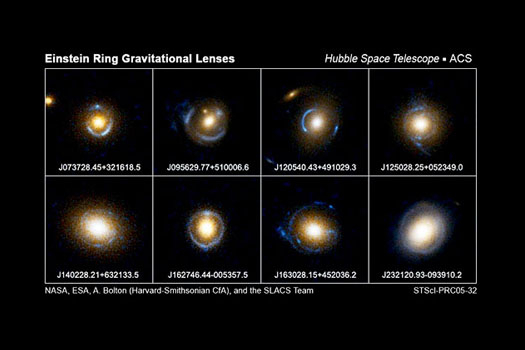 Einstein Ring Gravitational Lenses
Hubble Space Telescope ▪ ACS
J073728.45+321618.5
J095629.77+510006.6
J120540.43+491029.3
J125028.25+052349.0
J140228.21+632133.5
J162746.44-005357.5
J163028.15+452036.2
J232120.93-093910.2
NASA, ESA, A. Bolton (Harvard-Smithsonian CfA), and the SLACS Team
STScI-PRC05-32